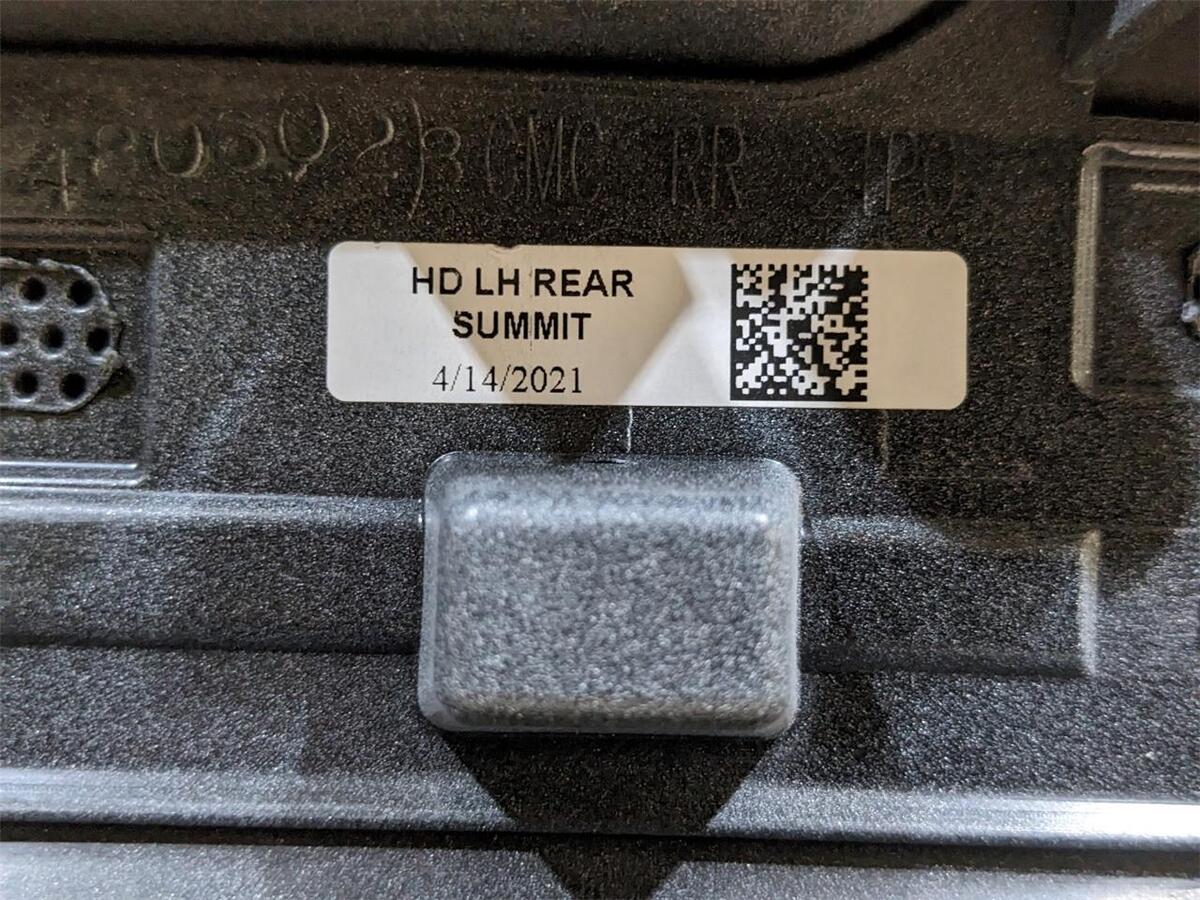 GMC RR
HD LH REAR
SUMMIT
4/14/2021